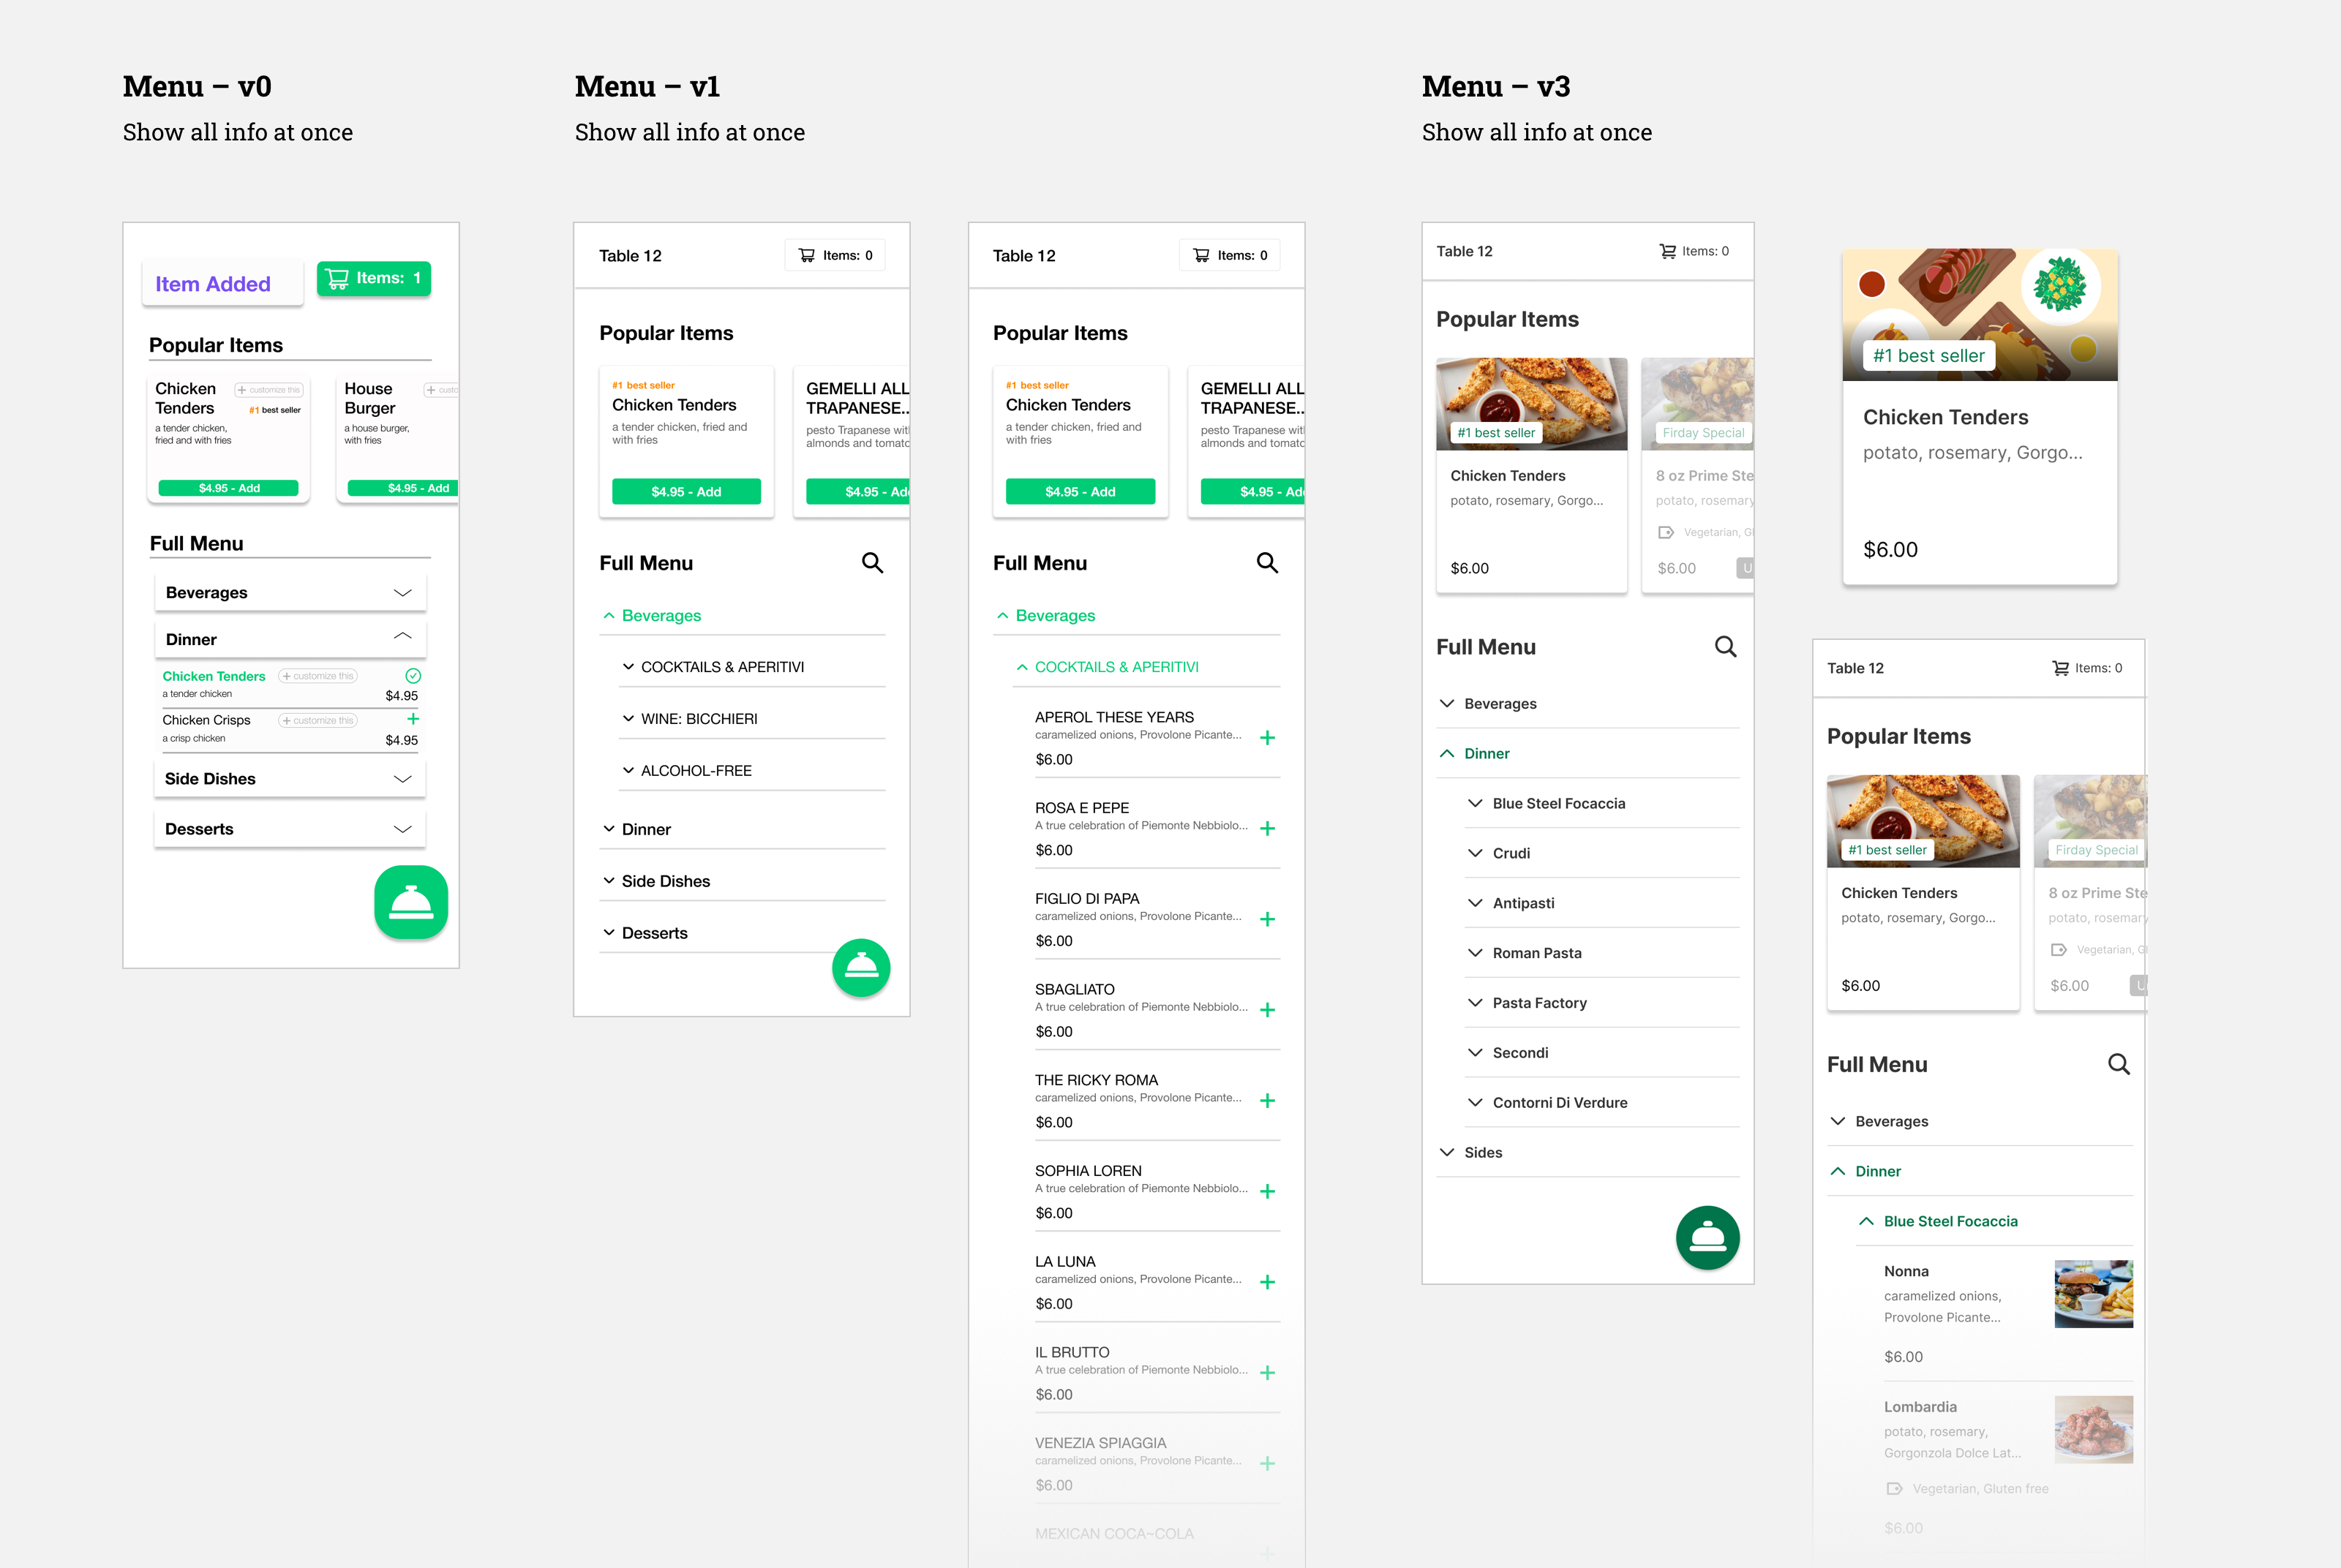 Menu – v0
Show all info at once
Item Added
Items: 1
Popular Items
Chicken
Tenders
+ customize this
#1 best seller
a tender chicken,
fried and with fries
$4.95 - Add
House
Burger
+ custo
a house burger,
with fries
$4.95 - Add
Full Menu
Beverages
Dinner
Chicken Tenders
+ customize this
a tender chicken
$4.95
Chicken Crisps
+ customize this
+
a crisp chicken
$4.95
Side Dishes
Desserts
Menu – v1
Show all info at once
Table 12
Items: 0
Popular Items
#1 best seller
Chicken Tenders
a tender chicken, fried and
with fries
$4.95 - Add
GEMELLI ALL
TRAPANESE..
pesto Trapanese wit
almonds and tomato
$4.95 - Add
Full Menu
Beverages
COCKTAILS & APERITIVI
WINE: BICCHIERI
ALCOHOL-FREE
Dinner
Side Dishes
Desserts
Table 12
Items: 0
Popular Items
#1 best seller
Chicken Tenders
a tender chicken, fried and
with fries
$4.95 - Add
GEMELLI ALL
TRAPANESE..
pesto Trapanese wit
almonds and tomato
$4.95 - Add
Full Menu
Beverages
COCKTAILS & APERITIVI
APEROL THESE YEARS
caramelized onions, Provolone Picante...
+
$6.00
ROSA E PEPE
A true celebration of Piemonte Nebbiolo...
+
$6.00
FIGLIO DI PAPA
caramelized onions, Provolone Picante...
+
$6.00
SBAGLIATO
A true celebration of Piemonte Nebbiolo...
+
$6.00
THE RICKY ROMA
caramelized onions, Provolone Picante...
+
$6.00
SOPHIA LOREN
A true celebration of Piemonte Nebbiolo...
+
$6.00
LA LUNA
caramelized onions, Provolone Picante...
+
$6.00
IL BRUTTO
A true celebration of Piemonte Nebbiolo...
+
$6.00
VENEZIA SPIAGGIA
caramelized onions, Provolone Picante...
+
$6.00
MEXICAN COCA~COLA
+
Menu – v3
Show all info at once
Table 12
Items: 0
Popular Items
#1 best seller
Chicken Tenders
potato, rosemary, Gorgo...
$6.00
Firday Special
8 oz Prime Ste
potato, rosemary
Vegetarian, Gl
$6.00
U
Full Menu
Beverages
Dinner
Blue Steel Focaccia
Crudi
Antipasti
Roman Pasta
Pasta Factory
Secondi
Contorni Di Verdure
Sides
#1 best seller
Chicken Tenders
potato, rosemary, Gorgo...
$6.00
Table 12
Items: 0
Popular Items
#1 best seller
Chicken Tenders
potato, rosemary, Gorgo...
$6.00
Firday Special
8 oz Prime Ste
potato, rosemary
Vegetarian, G
$6.00
U
Full Menu
Beverages
Dinner
Blue Steel Focaccia
Nonna
caramelized onions,
Provolone Picante...
$6.00
Lombardia
potato, rosemary,
Gorgonzola Dolce Lat...
Vegetarian, Gluten free
$6.00